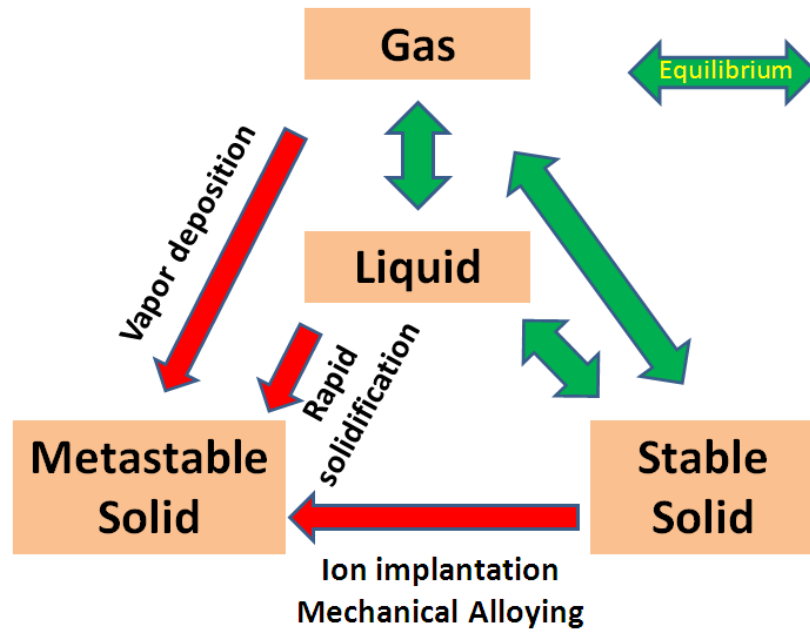 Gas
Equilibrium
Vapor deposition
Liquid
Rapid
solidification
Metastable
Solid
Stable
Solid
Ion implantation
Mechanical Alloying